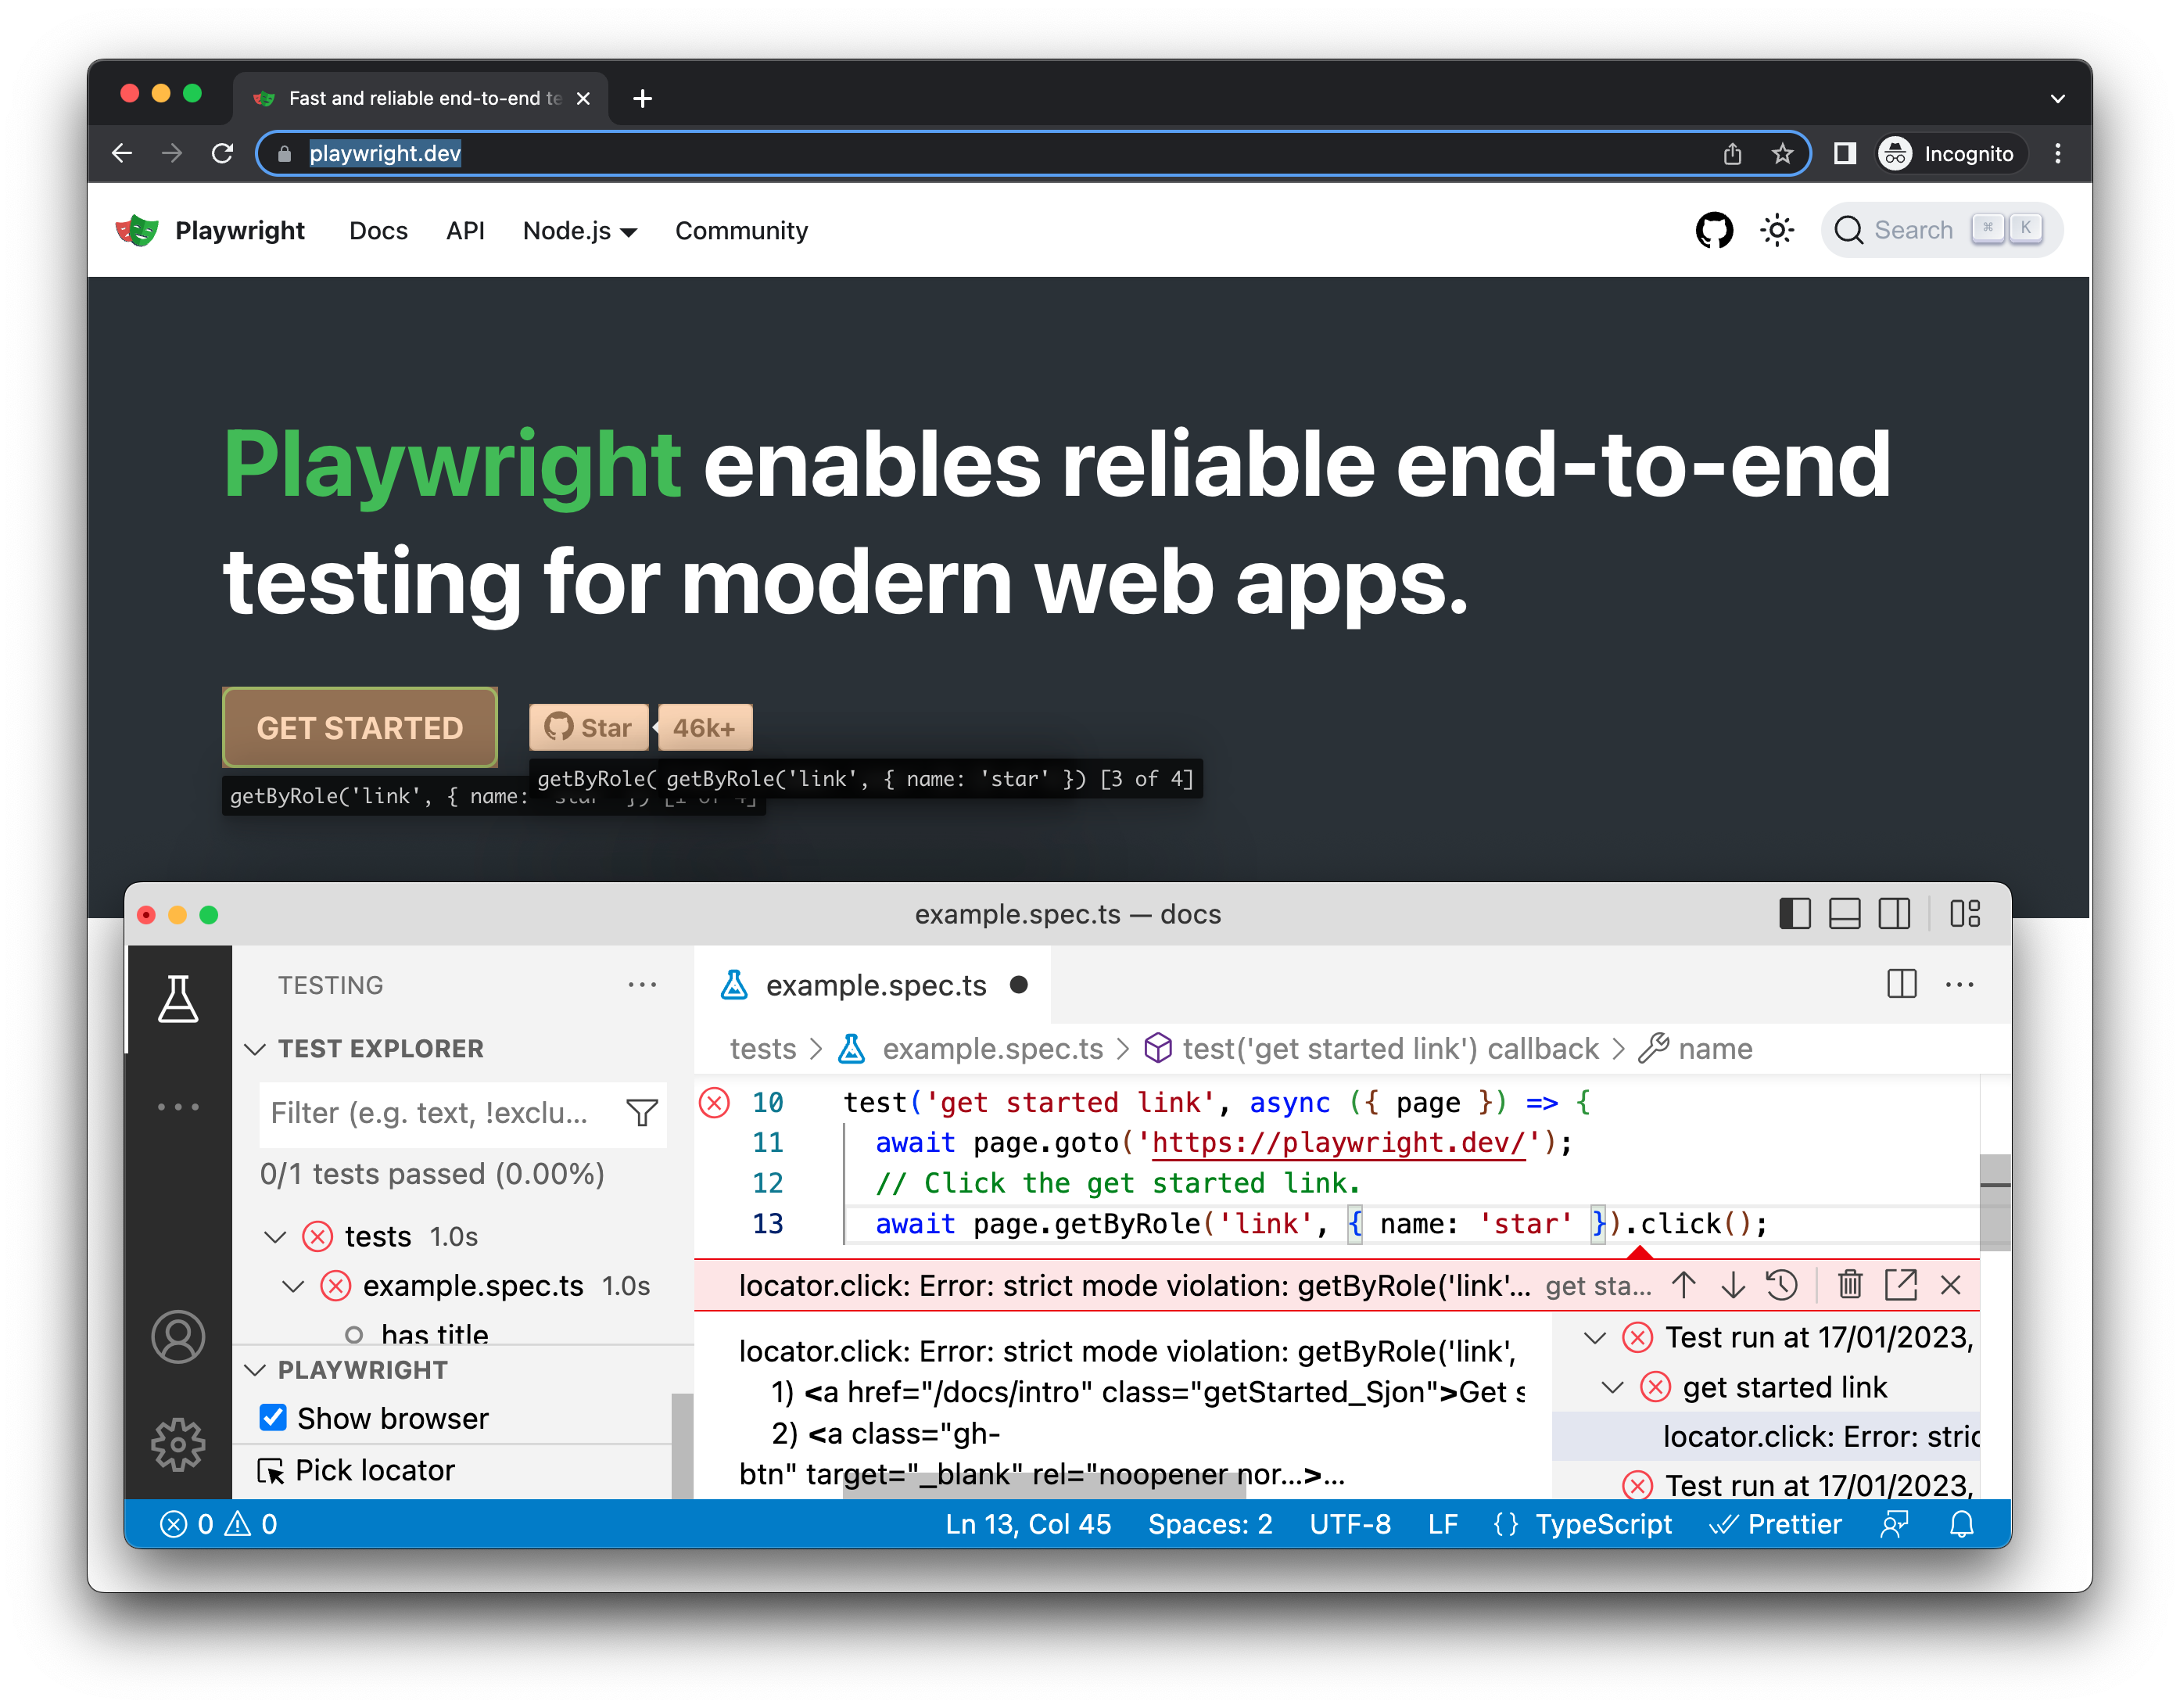 Fast and reliable end-to-end te
playwright.dev
Incognito
Playwright Docs API Node.js Community
Search ⌘ K
Playwright enables reliable end-to-end
testing for modern web apps.
GET STARTED
Star 46k+
getByRole( getByRole('link', { name: 'star' }) [3 of 4]
getByRole('link', { name: 'star' }) [1 of 4]
example.spec.ts — docs
TESTING
TEST EXPLORER
Filter (e.g. text, !exclu...
0/1 tests passed (0.00%)
tests 1.0s
example.spec.ts 1.0s
has title
PLAYWRIGHT
Show browser
Pick locator
example.spec.ts
tests > example.spec.ts > test('get started link') callback > name
10 test('get started link', async ({ page }) => {
11 await page.goto('https://playwright.dev/');
12 // Click the get started link.
13 await page.getByRole('link', { name: 'star' }).click();
locator.click: Error: strict mode violation: getByRole('link'... get sta...
locator.click: Error: strict mode violation: getByRole('link',
1) <a href="/docs/intro" class="getStarted_Sjon">Get s
2) <a class="gh-
btn" target="_blank" rel="noopener nor...>...
Test run at 17/01/2023,
get started link
locator.click: Error: stric
Test run at 17/01/2023,
0 0
Ln 13, Col 45 Spaces: 2 UTF-8 LF {} TypeScript Prettier